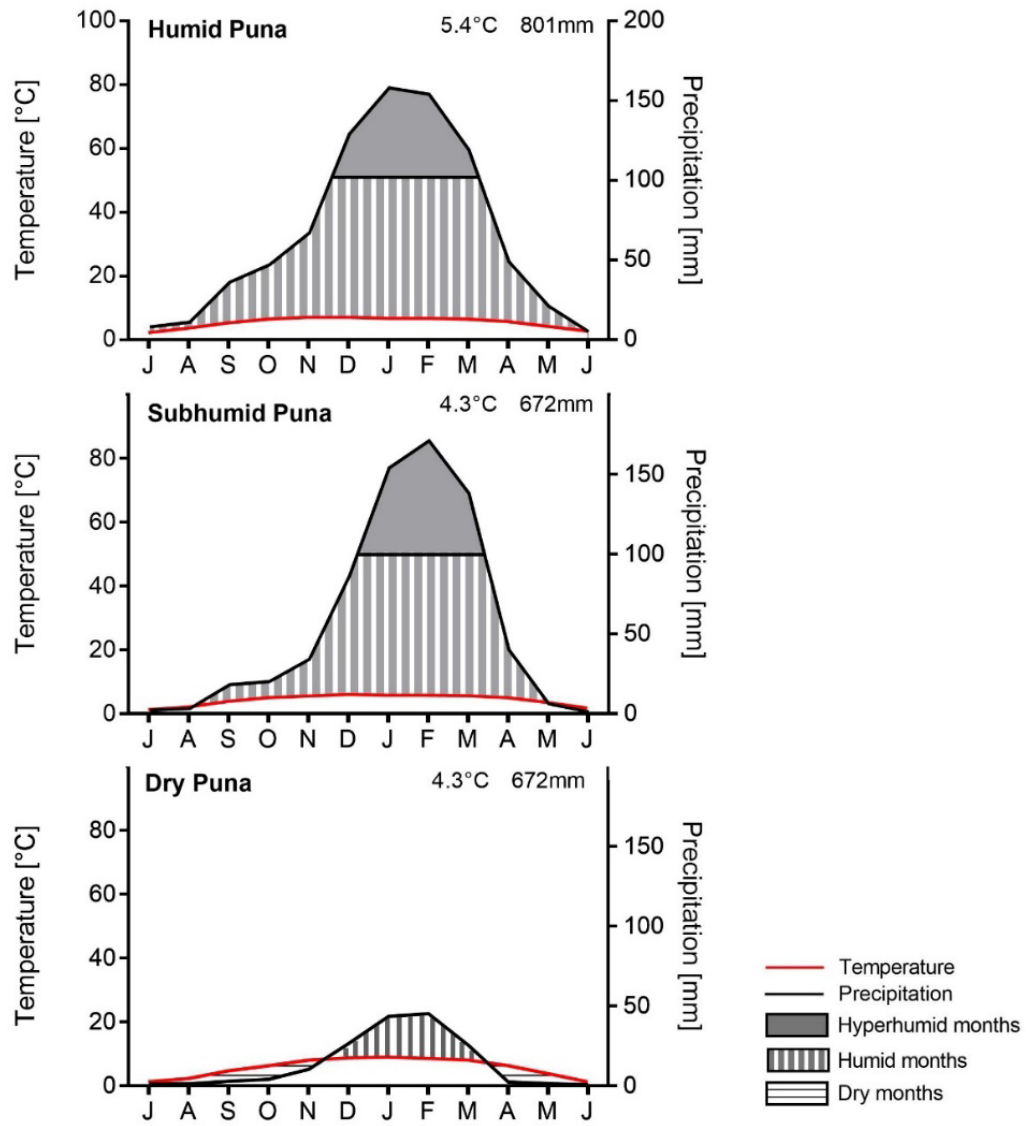 Humid Puna 5.4°C 801mm
Temperature [°C]
100
80
60
40
20
0
Precipitation [mm]
200
150
100
50
0
J A S O N D J F M A M J
Subhumid Puna 4.3°C 672mm
Temperature [°C]
80
60
40
20
0
Precipitation [mm]
150
100
50
0
J A S O N D J F M A M J
Dry Puna 4.3°C 672mm
Temperature [°C]
80
60
40
20
0
Precipitation [mm]
150
100
50
0
J A S O N D J F M A M J
Temperature
Precipitation
Hyperhumid months
Humid months
Dry months